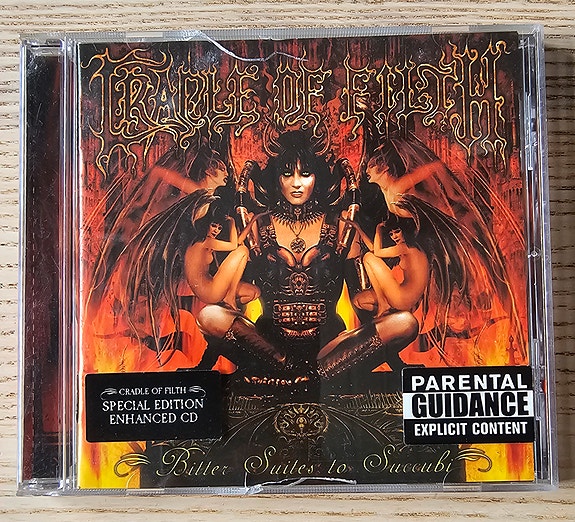 CRADLE OF FILTH
CRADLE OF FILTH
SPECIAL EDITION
ENHANCED CD
PARENTAL
GUIDANCE
EXPLICIT CONTENT
Bitter Suites to Succubi